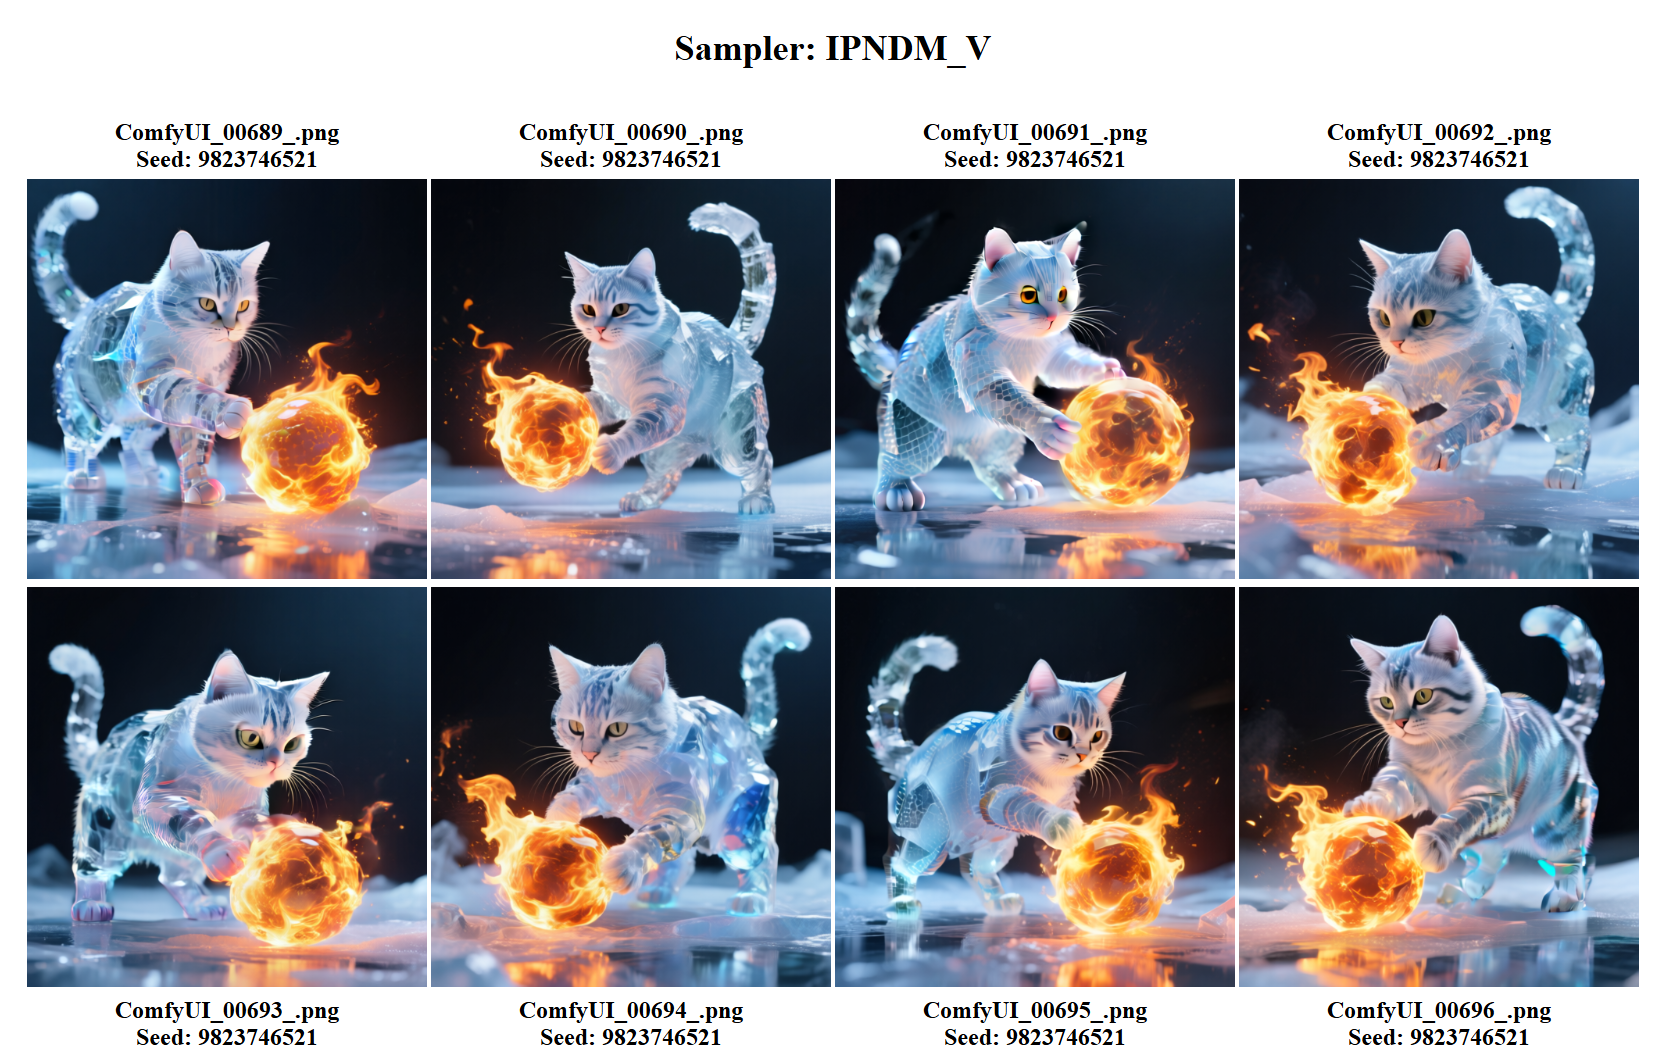 Sampler: IPNDM_V
ComfyUI_00689_.png
Seed: 9823746521
ComfyUI_00690_.png
Seed: 9823746521
ComfyUI_00691_.png
Seed: 9823746521
ComfyUI_00692_.png
Seed: 9823746521
ComfyUI_00693_.png
Seed: 9823746521
ComfyUI_00694_.png
Seed: 9823746521
ComfyUI_00695_.png
Seed: 9823746521
ComfyUI_00696_.png
Seed: 9823746521